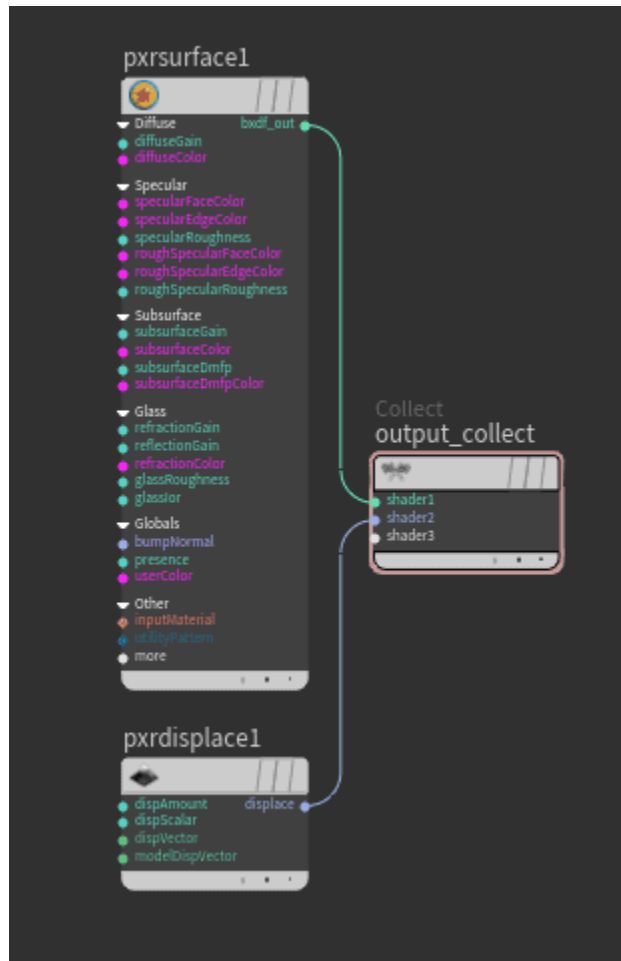 pxrsurface1
Diffuse bxdf_out
diffuseGain
diffuseColor
Specular
specularFaceColor
specularEdgeColor
specularRoughness
roughSpecularFaceColor
roughSpecularEdgeColor
roughSpecularRoughness
Subsurface
subsurfaceGain
subsurfaceColor
subsurfaceDmfp
subsurfaceDmfpColor
Glass
refractionGain
reflectionGain
refractionColor
glassRoughness
glassIor
Globals
bumpNormal
presence
userColor
Other
inputMaterial
utilityPattern
more
Collect
output_collect
shader1
shader2
shader3
pxrdisplace1
dispAmount displace
dispScalar
dispVector
modelDispVector